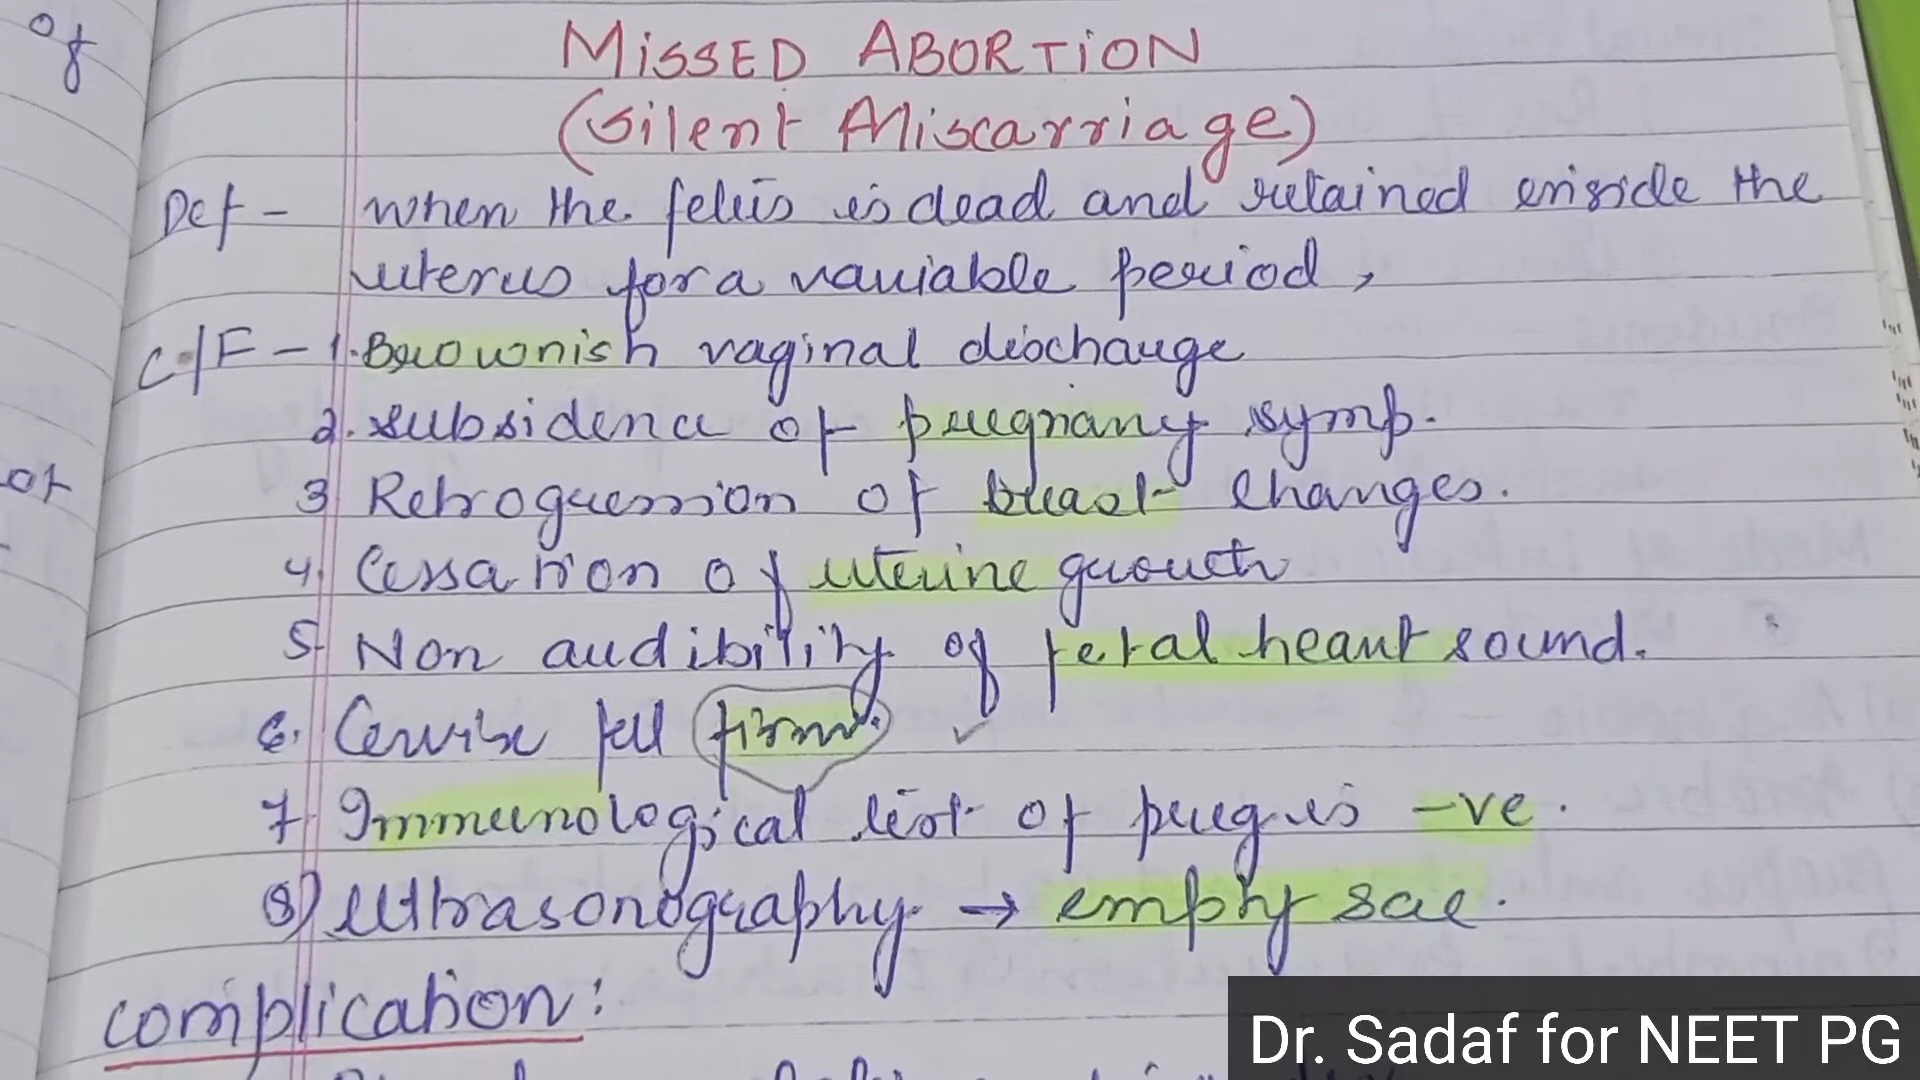 of
MiSSED ABORTiON
(Silent Miscarriage)
Def - when the fetus is dead and retained inside the
uterus for a variable period,
C/F - 1. Brownish vaginal discharge
2. subsidence of pregnany symp.
of
3 Retrogression of breast changes.
4. Cessation of uterine growth
5. Non audibility of fetal heart sound.
6. Cervix fell firm.
7. Immunological test of preg is -ve.
8) ultrasonography → empty sac.
complication:
Dr. Sadaf for NEET PG